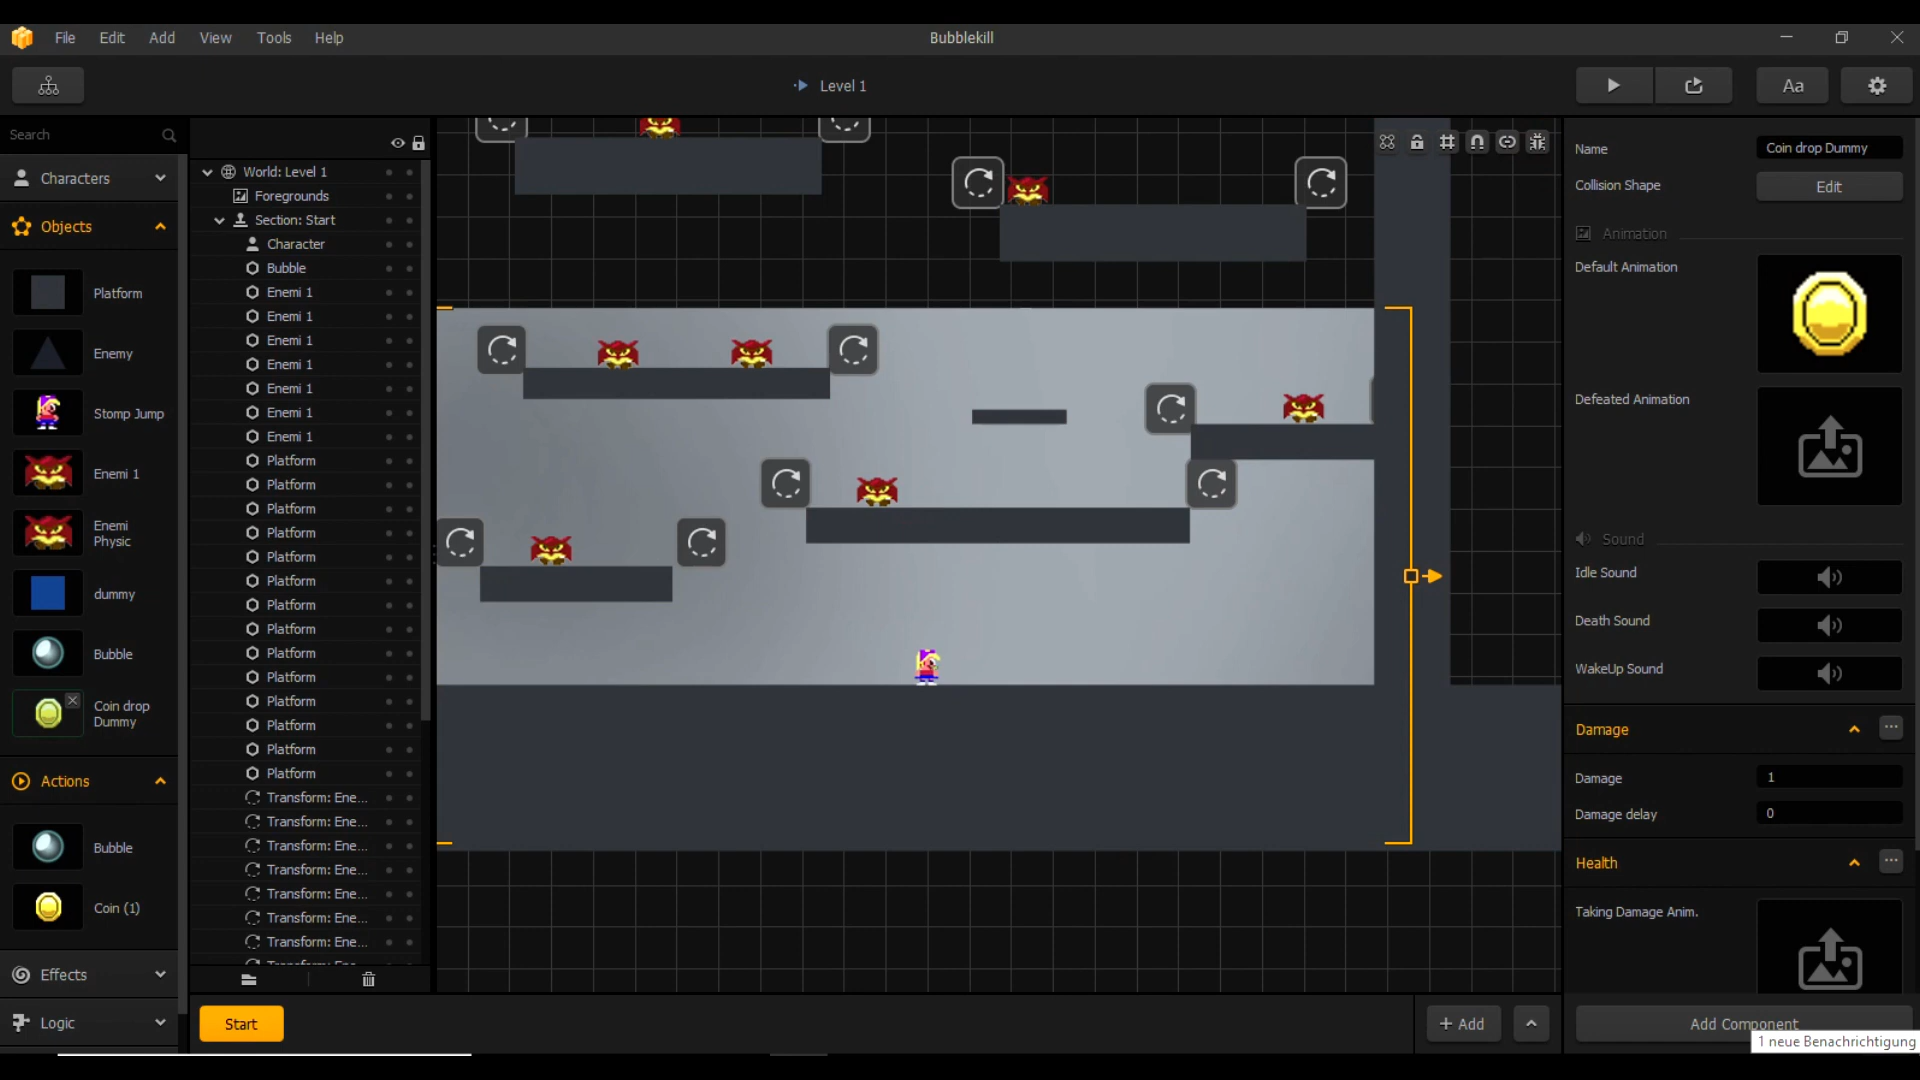 File Edit Add View Tools Help
Bubblekill
Level 1
Aa
Search
Characters
Objects
Platform
Enemy
Stomp Jump
Enemi 1
Enemi
Physic
dummy
Bubble
Coin drop
Dummy
Actions
Bubble
Coin (1)
Effects
Logic
World: Level 1
Foregrounds
Section: Start
Character
Bubble
Enemi 1
Enemi 1
Enemi 1
Enemi 1
Enemi 1
Enemi 1
Enemi 1
Platform
Platform
Platform
Platform
Platform
Platform
Platform
Platform
Platform
Platform
Platform
Platform
Platform
Platform
Transform: Ene...
Transform: Ene...
Transform: Ene...
Transform: Ene...
Transform: Ene...
Transform: Ene...
Transform: Ene...
Start
+ Add
Name Coin drop Dummy
Collision Shape Edit
Animation
Default Animation
Defeated Animation
Sound
Idle Sound
Death Sound
WakeUp Sound
Damage
Damage 1
Damage delay 0
Health
Taking Damage Anim.
Add Component
1 neue Benachrichtigung